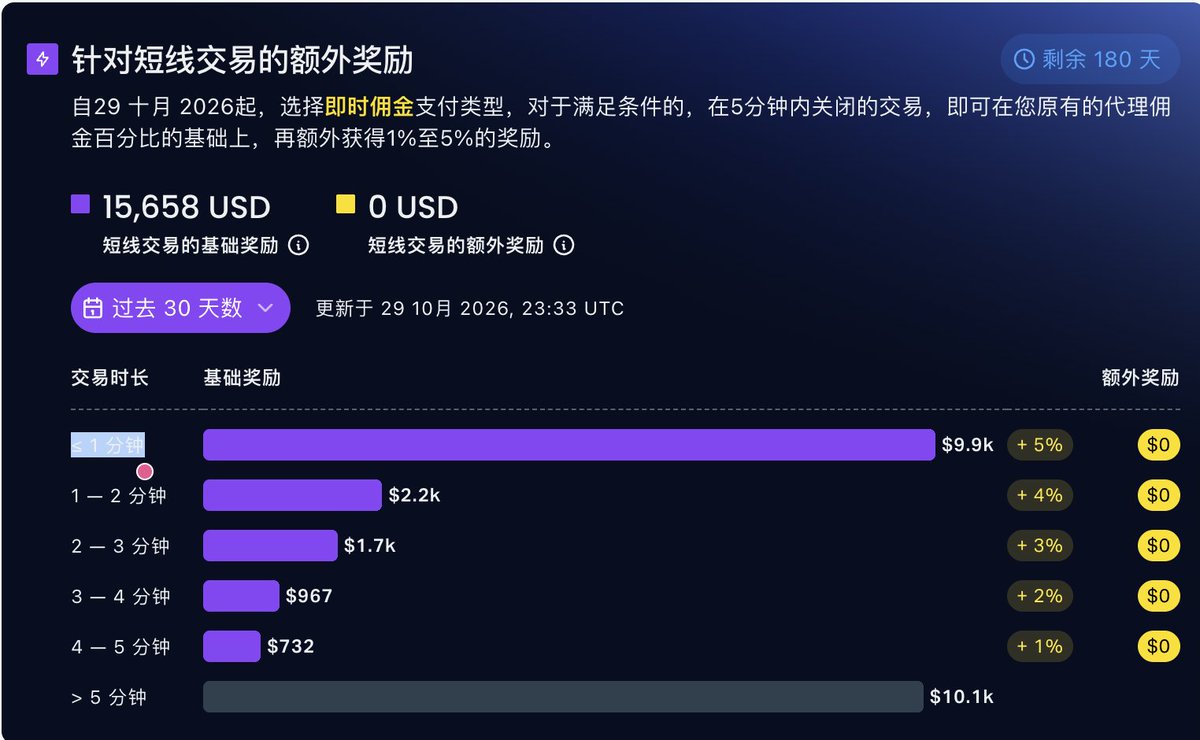 针对短线交易的额外奖励
剩余 180 天
自29 十月 2026起，选择即时佣金支付类型，对于满足条件的，在5分钟内关闭的交易，即可在您原有的代理佣
金百分比的基础上，再额外获得1%至5%的奖励。
15,658 USD
0 USD
短线交易的基础奖励
短线交易的额外奖励
过去 30 天数
更新于 29 10月 2026, 23:33 UTC
交易时长 基础奖励 额外奖励
≤ 1 分钟 $9.9k + 5% $0
1 — 2 分钟 $2.2k + 4% $0
2 — 3 分钟 $1.7k + 3% $0
3 — 4 分钟 $967 + 2% $0
4 — 5 分钟 $732 + 1% $0
> 5 分钟 $10.1k